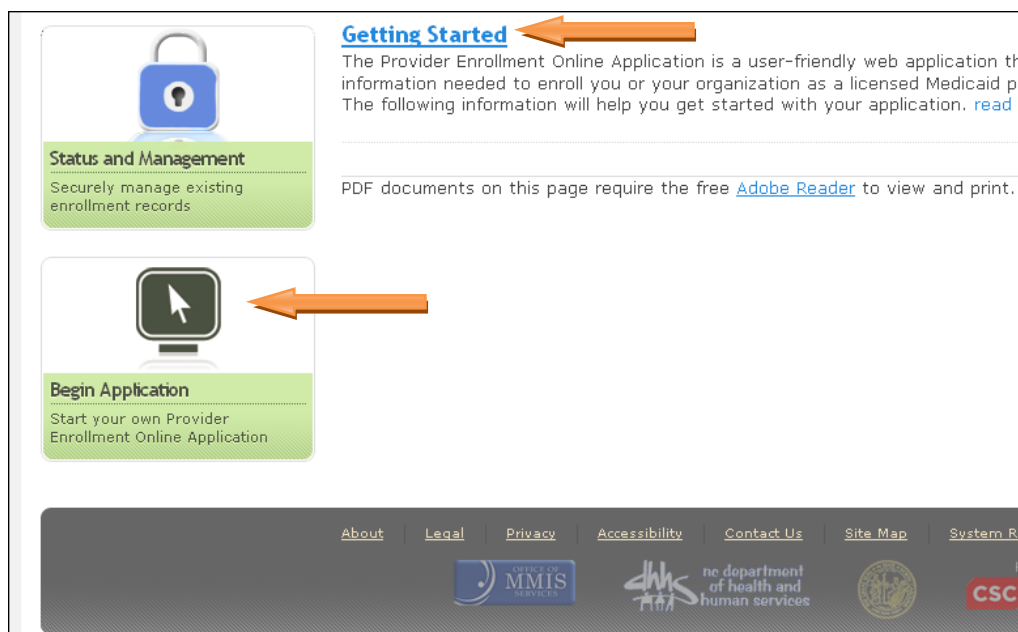 Getting Started
The Provider Enrollment Online Application is a user-friendly web application
information needed to enroll you or your organization as a licensed Medicaid
The following information will help you get started with your application. read
Status and Management
Securely manage existing
enrollment records
PDF documents on this page require the free Adobe Reader to view and print.
Begin Application
Start your own Provider
Enrollment Online Application
About Legal Privacy Accessibility Contact Us Site Map System
OFFICE OF
MMIS
SERVICES
dhhs
nc department
of health and
human services
CSC